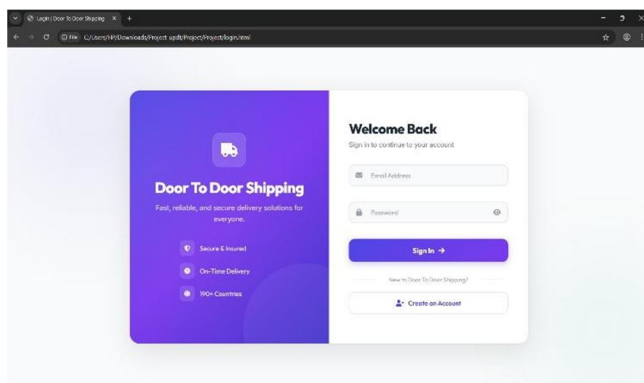 Login | Door To Door Shipping
File C:/Users/HP/Downloads/Project updt/Project/Project/login.html
Door To Door Shipping
Fast, reliable, and secure delivery solutions for
everyone.
Secure & Insured
On-Time Delivery
190+ Countries
Welcome Back
Sign in to continue to your account
Email Address
Password
Sign In →
New to Door To Door Shipping?
Create an Account